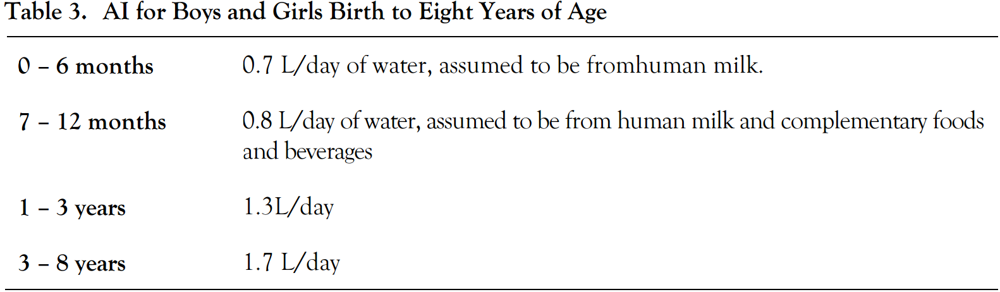 Table 3. AI for Boys and Girls Birth to Eight Years of Age
0 – 6 months 0.7 L/day of water, assumed to be fromhuman milk.
7 – 12 months 0.8 L/day of water, assumed to be from human milk and complementary foods
and beverages
1 – 3 years 1.3L/day
3 – 8 years 1.7 L/day